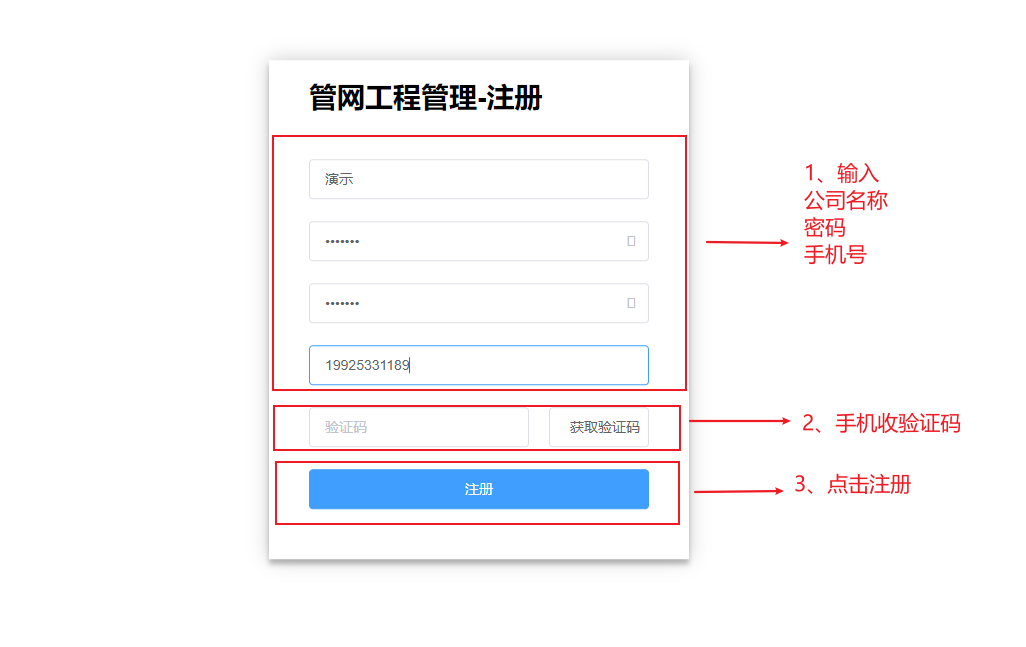 管网工程管理-注册
演示
•••••••
•••••••
19925331189
验证码
获取验证码
注册
1、输入
公司名称
密码
手机号
2、手机收验证码
3、点击注册